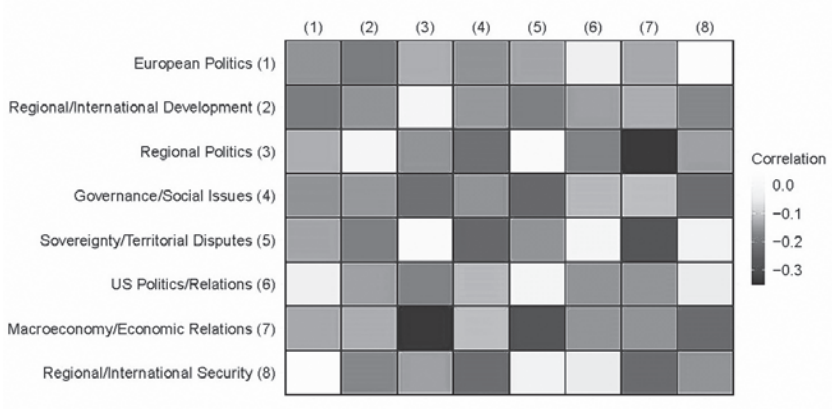 (1) (2) (3) (4) (5) (6) (7) (8)
European Politics (1)
Regional/International Development (2)
Regional Politics (3)
Governance/Social Issues (4)
Sovereignty/Territorial Disputes (5)
US Politics/Relations (6)
Macroeconomy/Economic Relations (7)
Regional/International Security (8)
Correlation
0.0
−0.1
−0.2
−0.3